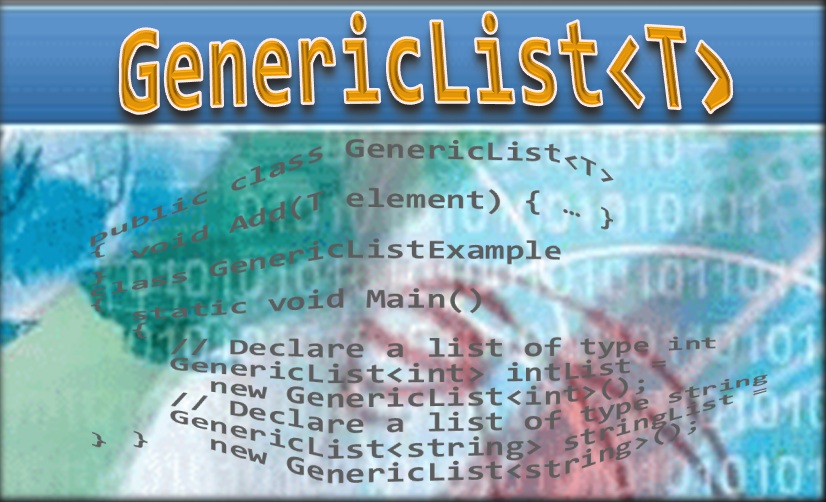 GenericList<T>
public class GenericList<T>
{ void Add(T element) { … }
}
class GenericListExample
{
static void Main()
{
// Declare a list of type int
GenericList<int> intList =
new GenericList<int>();
// Declare a list of type string
GenericList<string> stringList =
new GenericList<string>();
} }